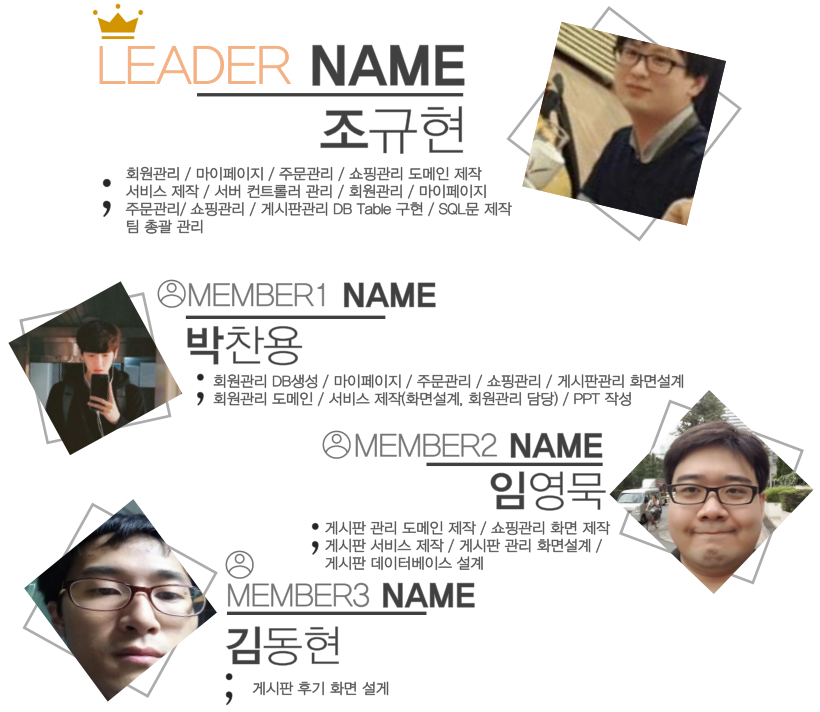 LEADER NAME
조규현
; 회원관리 / 마이페이지 / 주문관리 / 쇼핑관리 도메인 제작
서비스 제작 / 서버 컨트롤러 관리 / 회원관리 / 마이페이지
주문관리/ 쇼핑관리 / 게시판관리 DB Table 구현 / SQL문 제작
팀 총괄 관리
MEMBER1 NAME
박찬용
; 회원관리 DB생성 / 마이페이지 / 주문관리 / 쇼핑관리 / 게시판관리 화면설계
회원관리 도메인 / 서비스 제작(화면설계, 회원관리 담당) / PPT 작성
MEMBER2 NAME
임영묵
; 게시판 관리 도메인 제작 / 쇼핑관리 화면 제작
게시판 서비스 제작 / 게시판 관리 화면설계 /
게시판 데이터베이스 설계
MEMBER3 NAME
김동현
; 게시판 후기 화면 설게